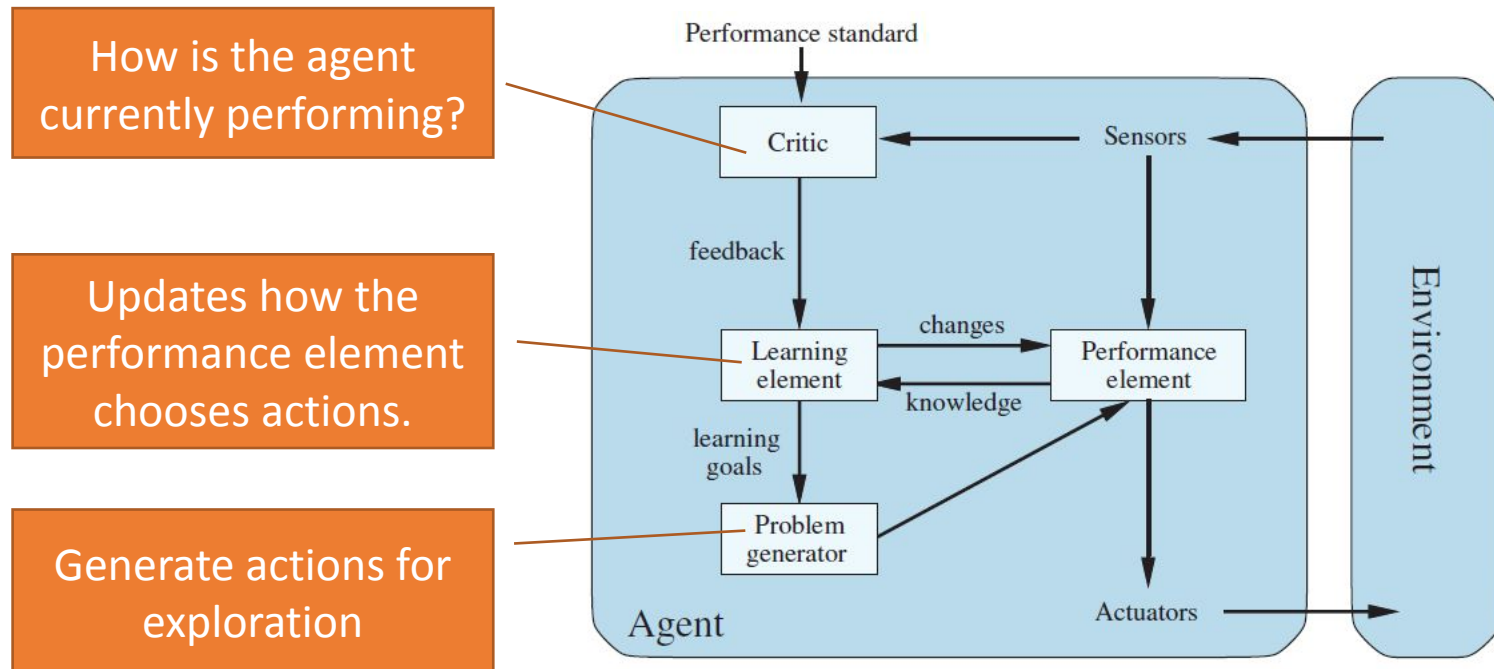 How is the agent
currently performing?
Updates how the
performance element
chooses actions.
Generate actions for
exploration
Performance standard
Critic
Sensors
feedback
changes
Learning
element
Performance
element
knowledge
learning
goals
Problem
generator
Agent
Actuators
Environment